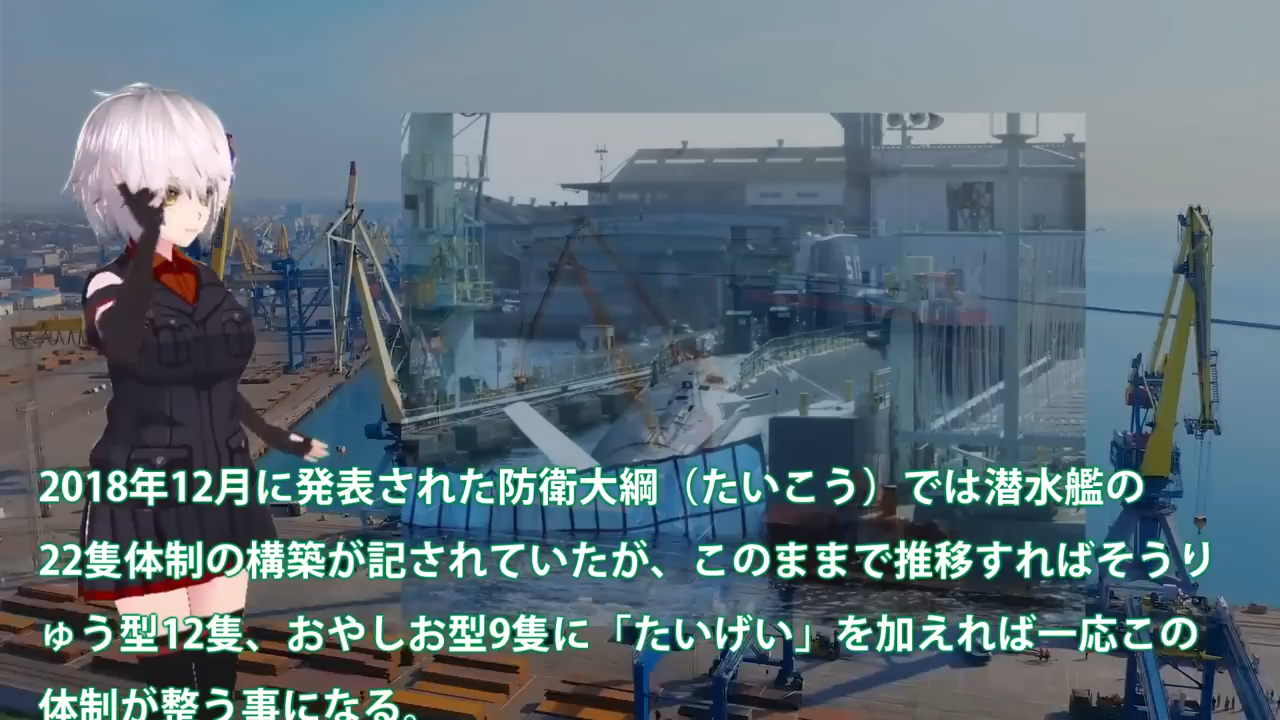 2018年12月に発表された防衛大綱（たいこう）では潜水艦の
22隻体制の構築が記されていたが、このままで推移すればそうり
ゅう型12隻、おやしお型9隻に「たいげい」を加えれば一応この
体制が整う事になる。